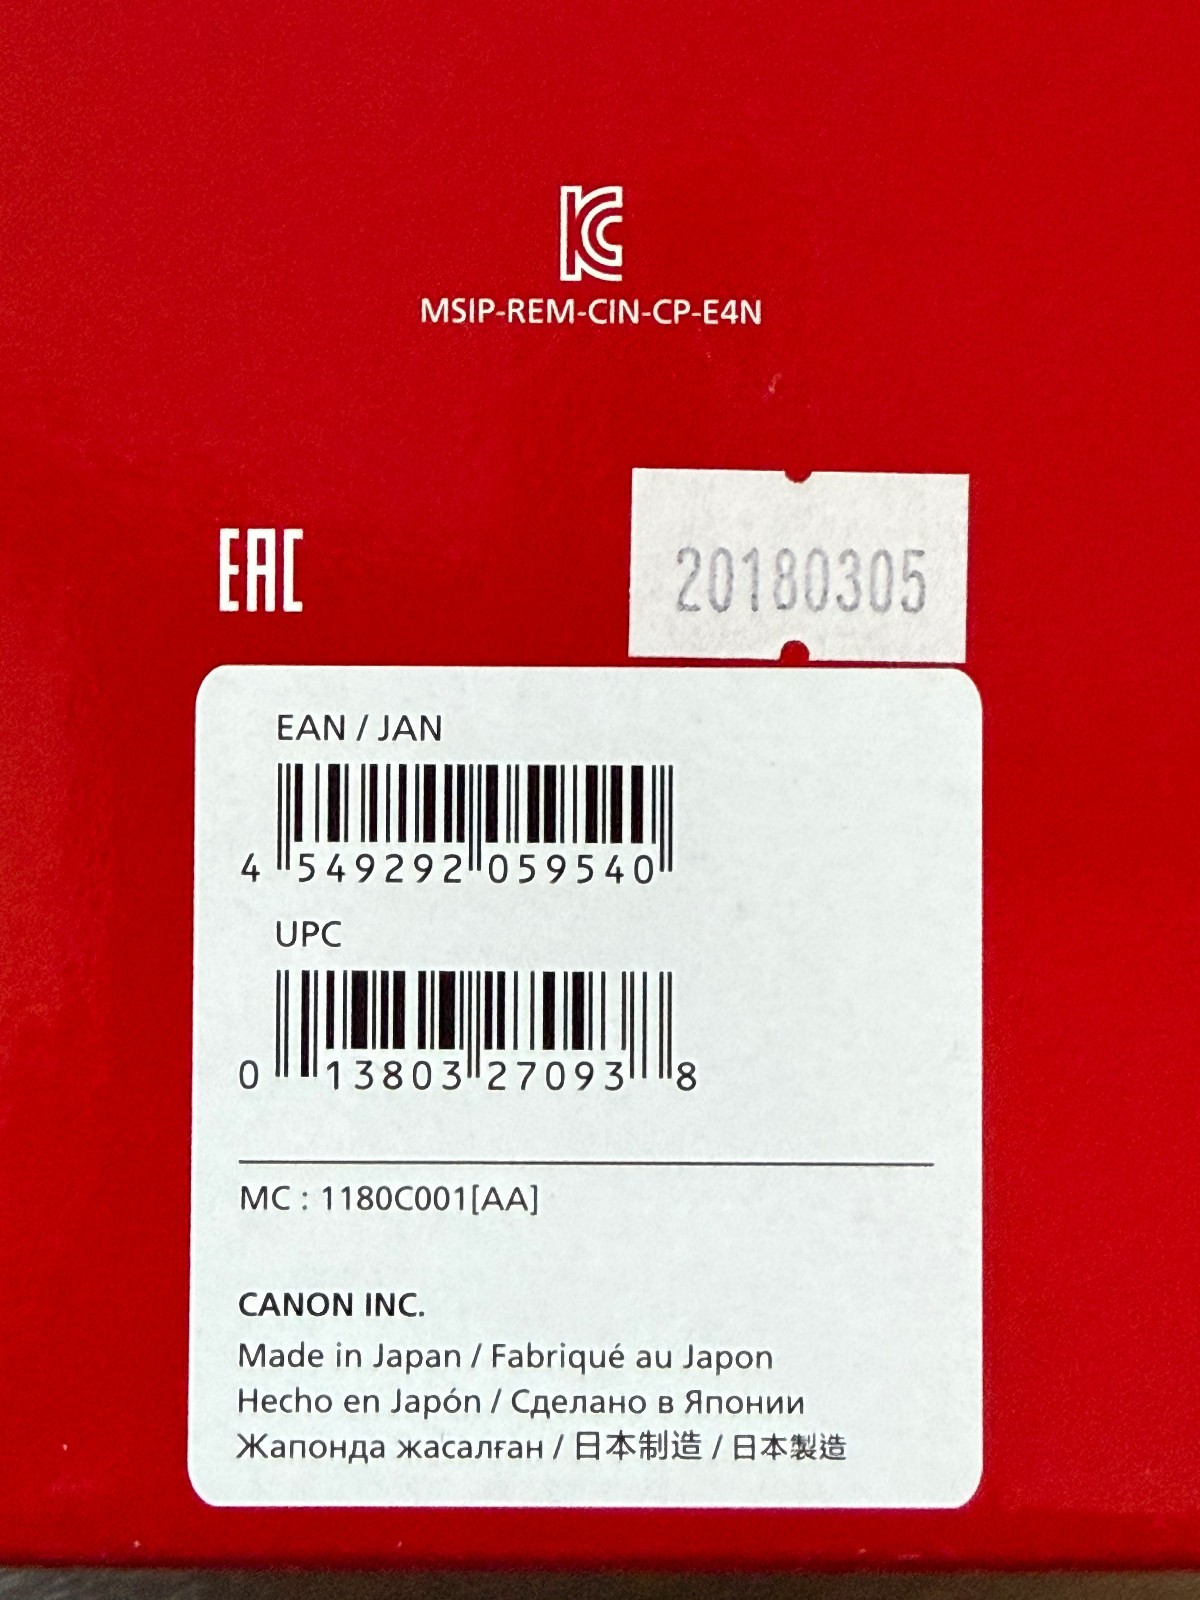 KC
MSIP-REM-CIN-CP-E4N
20180305
EAC
EAN / JAN
4 549292 059540
UPC
0 13803 27093 8
MC : 1180C001[AA]
CANON INC.
Made in Japan / Fabriqué au Japon
Hecho en Japón / Сделано в Японии
Жапонда жасалған / 日本制造 / 日本製造